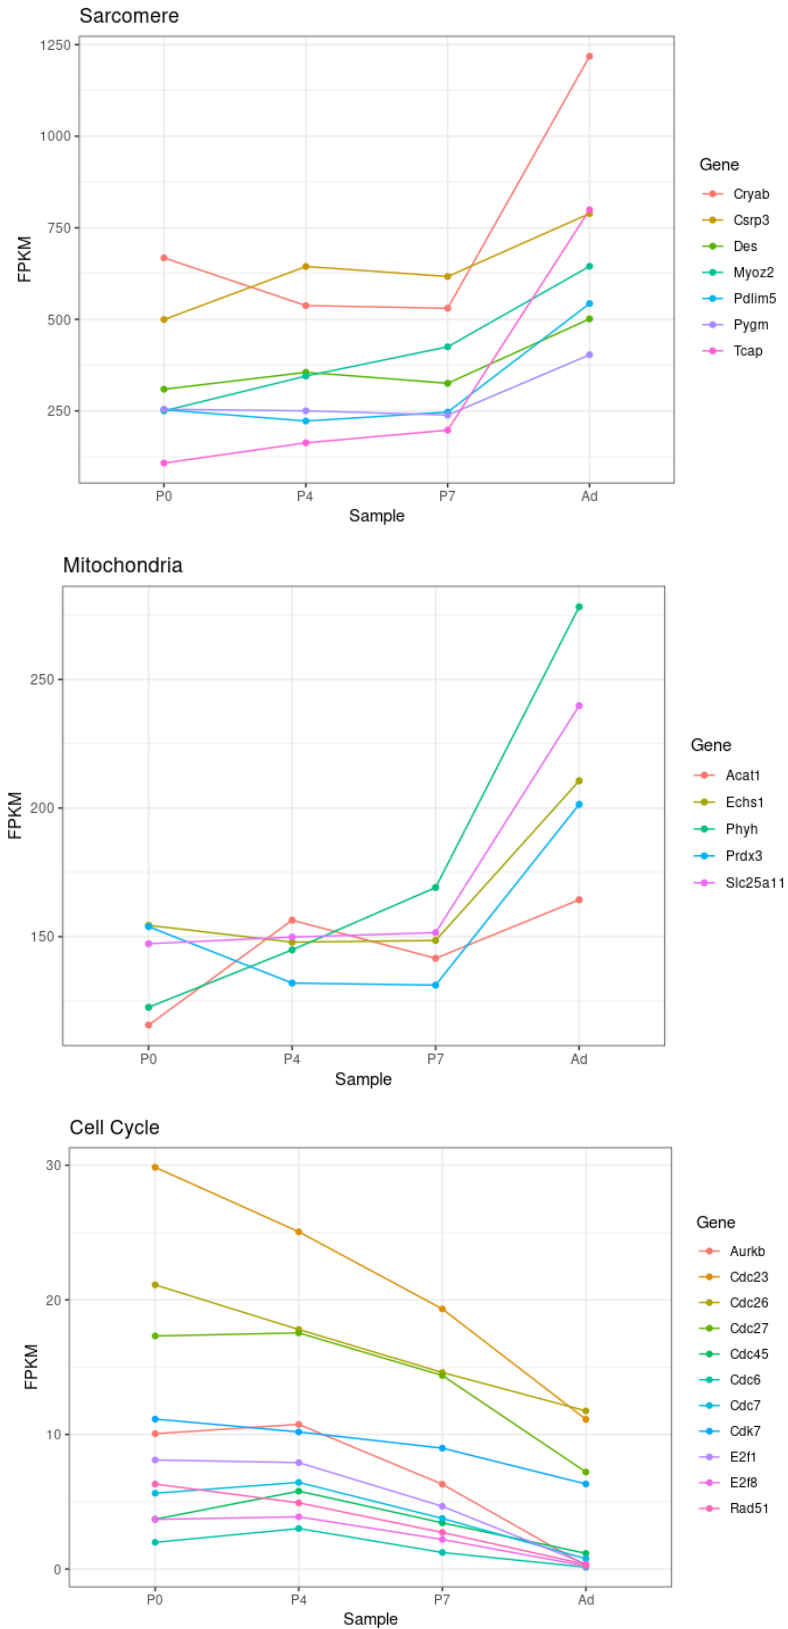 Sarcomere
1250
1000
750
500
250
FPKM
P0 P4 P7 Ad
Sample
Gene
Cryab
Csrp3
Des
Myoz2
Pdlim5
Pygm
Tcap
Mitochondria
250
200
150
FPKM
P0 P4 P7 Ad
Sample
Gene
Acat1
Echs1
Phyh
Prdx3
Slc25a11
Cell Cycle
30
20
10
0
FPKM
P0 P4 P7 Ad
Sample
Gene
Aurkb
Cdc23
Cdc26
Cdc27
Cdc45
Cdc6
Cdc7
Cdk7
E2f1
E2f8
Rad51